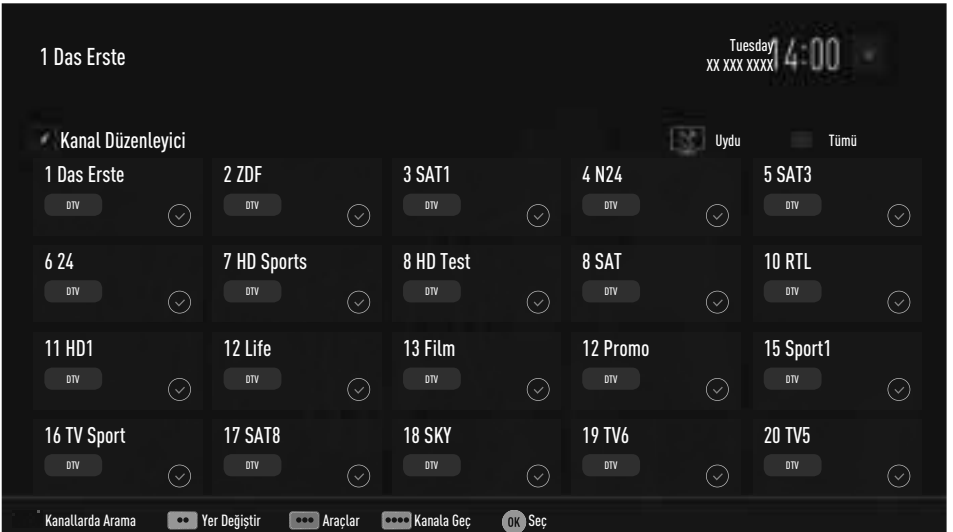 1 Das Erste
Tuesday
XX XXX XXXX
14:00
Kanal Düzenleyici
Uydu
Tümü
1 Das Erste
2 ZDF
3 SAT1
4 N24
5 SAT3
DTV
DTV
DTV
DTV
DTV
6 24
7 HD Sports
8 HD Test
8 SAT
10 RTL
DTV
DTV
DTV
DTV
DTV
11 HD1
12 Life
13 Film
12 Promo
15 Sport1
DTV
DTV
DTV
DTV
DTV
16 TV Sport
17 SAT8
18 SKY
19 TV6
20 TV5
DTV
DTV
DTV
DTV
DTV
Kanallarda Arama
Yer Değiştir
Araçlar
Kanala Geç
OK Seç